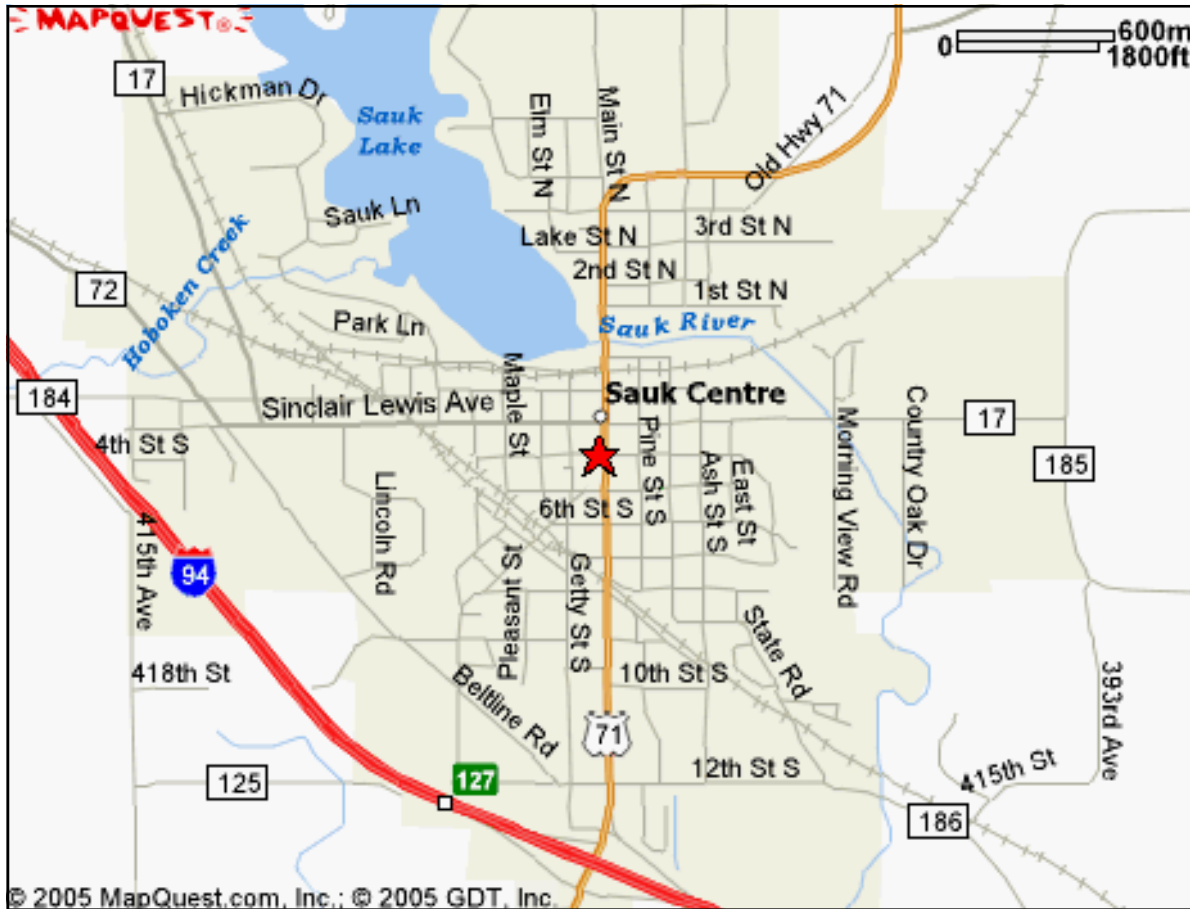 MAPQUEST®
0
600m
1800ft
17
Hickman Dr
Sauk
Lake
Elm St N
Main St N
Old Hwy 71
Sauk Ln
Lake St N
3rd St N
2nd St N
1st St N
72
Hoboken Creek
Park Ln
Sauk River
184
Sinclair Lewis Ave
Maple St
Sauk Centre
17
4th St S
Pine St S
Ash St S
East St
Morning View Rd
Country Oak Dr
185
Lincoln Rd
6th St S
415th Ave
94
Pleasant St
Getty St S
State Rd
418th St
10th St S
393rd Ave
Beltline Rd
71
125
127
12th St S
415th St
186
© 2005 MapQuest.com, Inc.; © 2005 GDT, Inc.